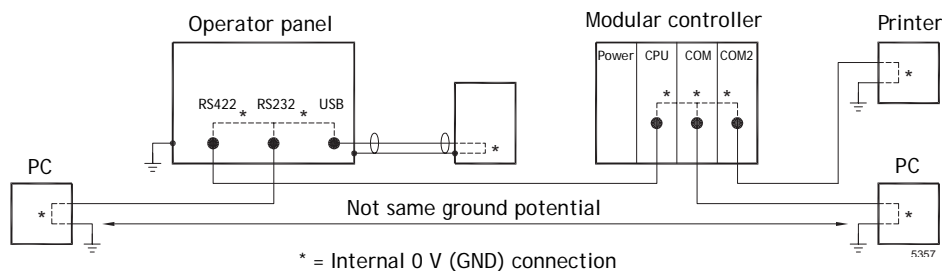 Operator panel
Modular controller
Printer
Power CPU COM COM2
* * *
*
RS422 RS232 USB
* *
*
PC
PC
*
*
Not same ground potential
5357
* = Internal 0 V (GND) connection